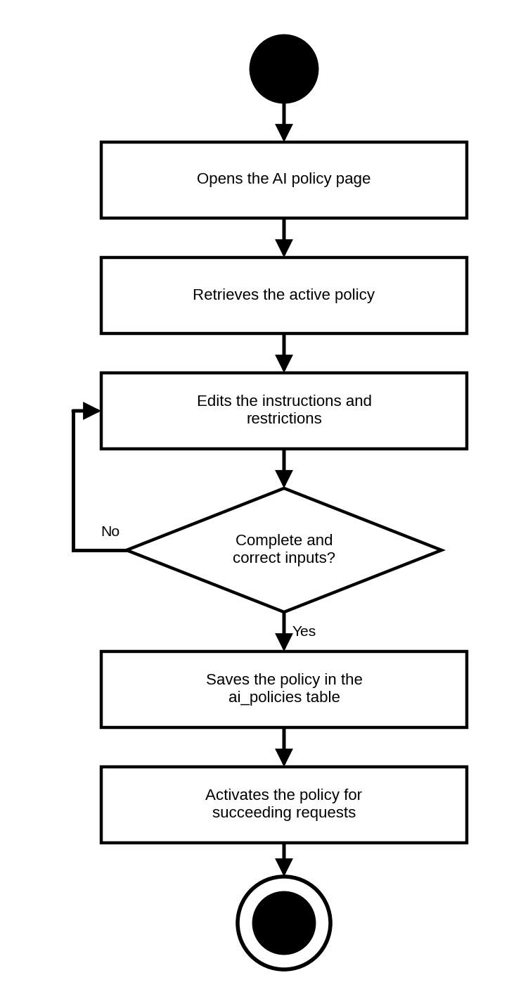 Opens the AI policy page
Retrieves the active policy
Edits the instructions and
restrictions
Complete and
correct inputs?
No
Yes
Saves the policy in the
ai_policies table
Activates the policy for
succeeding requests